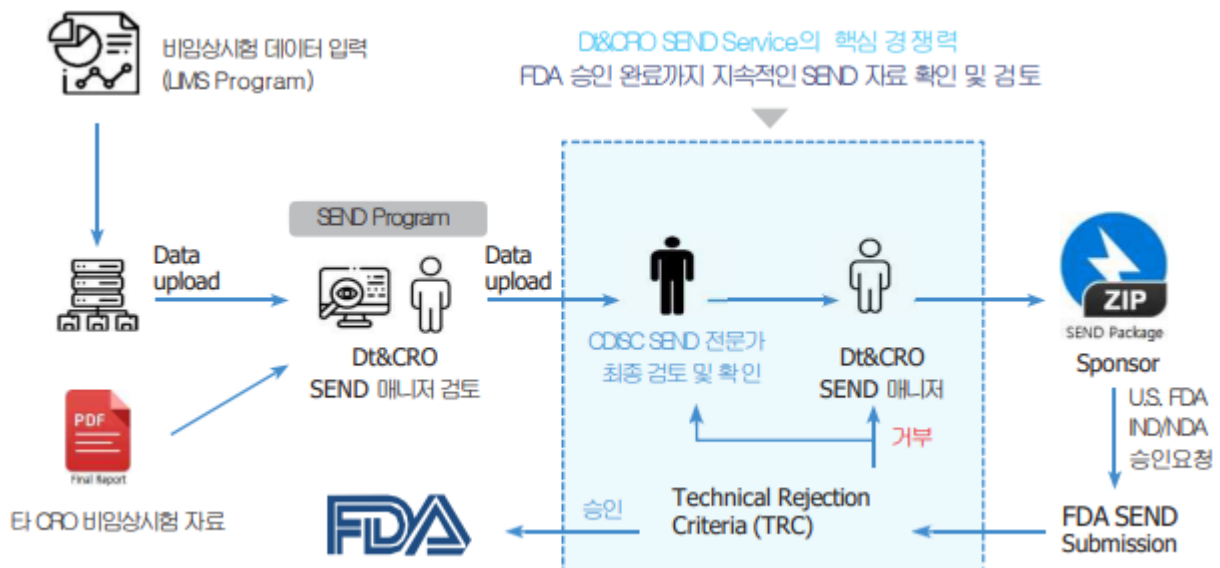 비임상시험 데이터 입력
(LIMS Program)
Dt&CRO SEND Service의 핵심 경쟁력
FDA 승인 완료까지 지속적인 SEND 자료 확인 및 검토
SEND Program
Data
upload
Data
upload
Dt&CRO
SEND 매니저 검토
CDISC SEND 전문가
최종 검토 및 확인
Dt&CRO
SEND 매니저
ZIP
SEND Package
Sponsor
U.S. FDA
IND/NDA
승인요청
PDF
Final Report
타 CRO 비임상시험 자료
거부
FDA
승인
Technical Rejection
Criteria (TRC)
FDA SEND
Submission